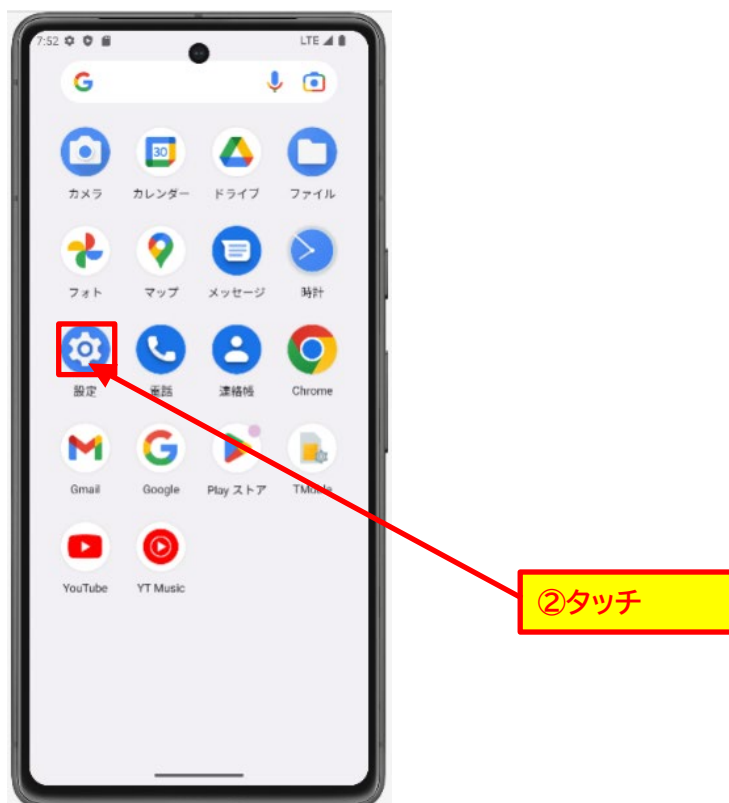 7:52 LTE
カメラ カレンダー ドライブ ファイル
30
フォト マップ メッセージ 時計
設定 電話 連絡帳 Chrome
Gmail Google Play ストア TMobile
YouTube YT Music
②タッチ